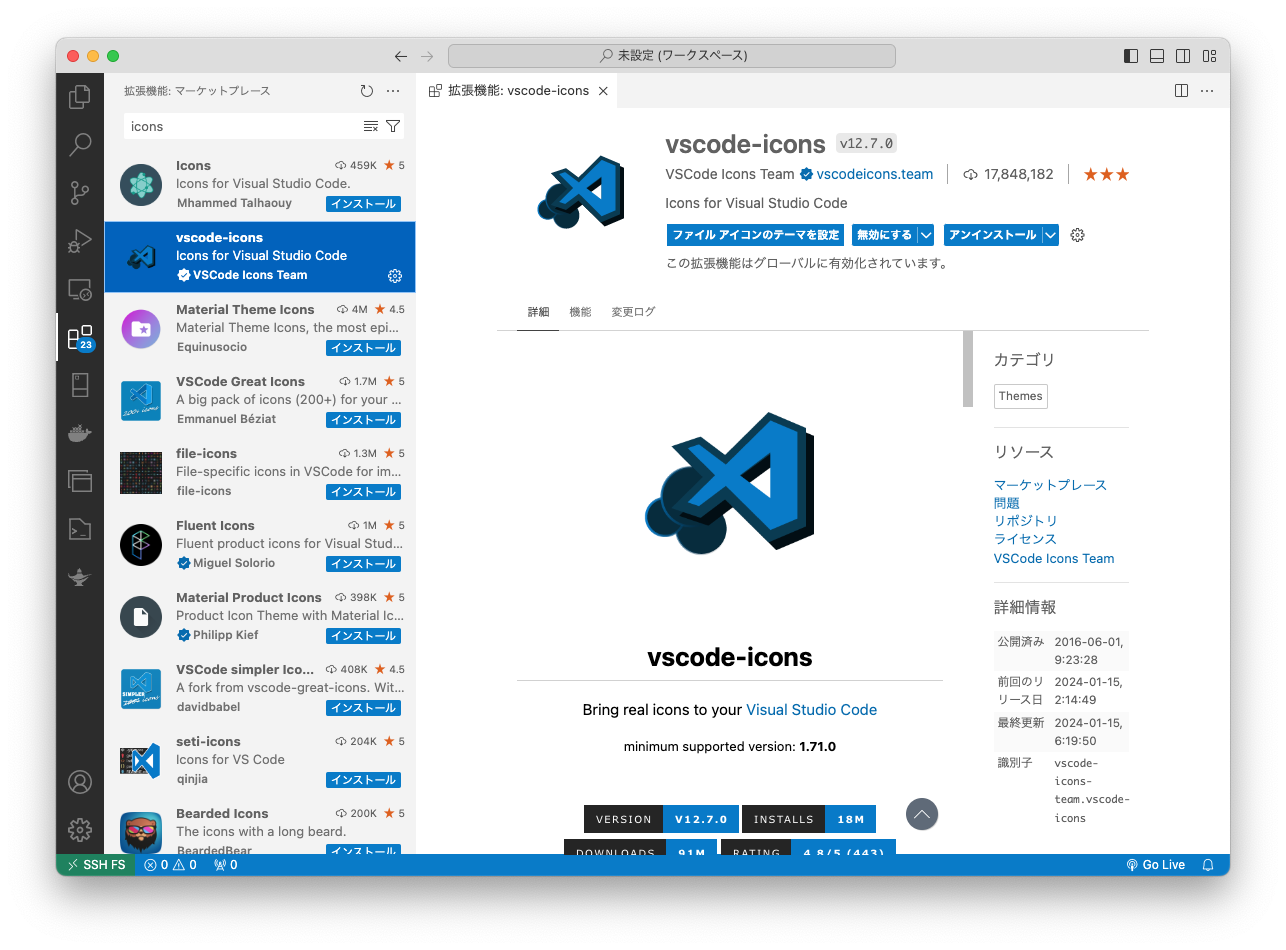 未設定 (ワークスペース)
拡張機能: マーケットプレース
拡張機能: vscode-icons
icons
Icons 459K 5
Icons for Visual Studio Code.
Mhammed Talhaouy インストール
vscode-icons
Icons for Visual Studio Code
VSCode Icons Team
Material Theme Icons 4M 4.5
Material Theme Icons, the most epi...
Equinusocio インストール
VSCode Great Icons 1.7M 5
A big pack of icons (200+) for your ...
Emmanuel Béziat インストール
200+ icons
file-icons 1.3M 5
File-specific icons in VSCode for im...
file-icons インストール
Fluent Icons 1M 5
Fluent product icons for Visual Stud...
Miguel Solorio インストール
Material Product Icons 398K 5
Product Icon Theme with Material Ic...
Philipp Kief インストール
VSCode simpler Ico... 408K 4.5
A fork from vscode-great-icons. Wit...
davidbabel インストール
SIMPLER
icons
seti-icons 204K 5
Icons for VS Code
qinjia インストール
Bearded Icons 200K 5
The icons with a long beard.
BeardedBear インストール
23
vscode-icons v12.7.0
VSCode Icons Team vscodeicons.team 17,848,182
Icons for Visual Studio Code
ファイル アイコンのテーマを設定 無効にする アンインストール
この拡張機能はグローバルに有効化されています。
詳細 機能 変更ログ
vscode-icons
Bring real icons to your Visual Studio Code
minimum supported version: 1.71.0
VERSION V12.7.0 INSTALLS 18M
DOWNLOADS 91M RATING 4.8/5 (443)
カテゴリ
Themes
リソース
マーケットプレース
問題
リポジトリ
ライセンス
VSCode Icons Team
詳細情報
公開済み 2016-06-01,
9:23:28
前回のリ 2024-01-15,
リース日 2:14:49
最終更新 2024-01-15,
6:19:50
識別子 vscode-
icons-
team.vscode-
icons
SSH FS 0 0 0 Go Live